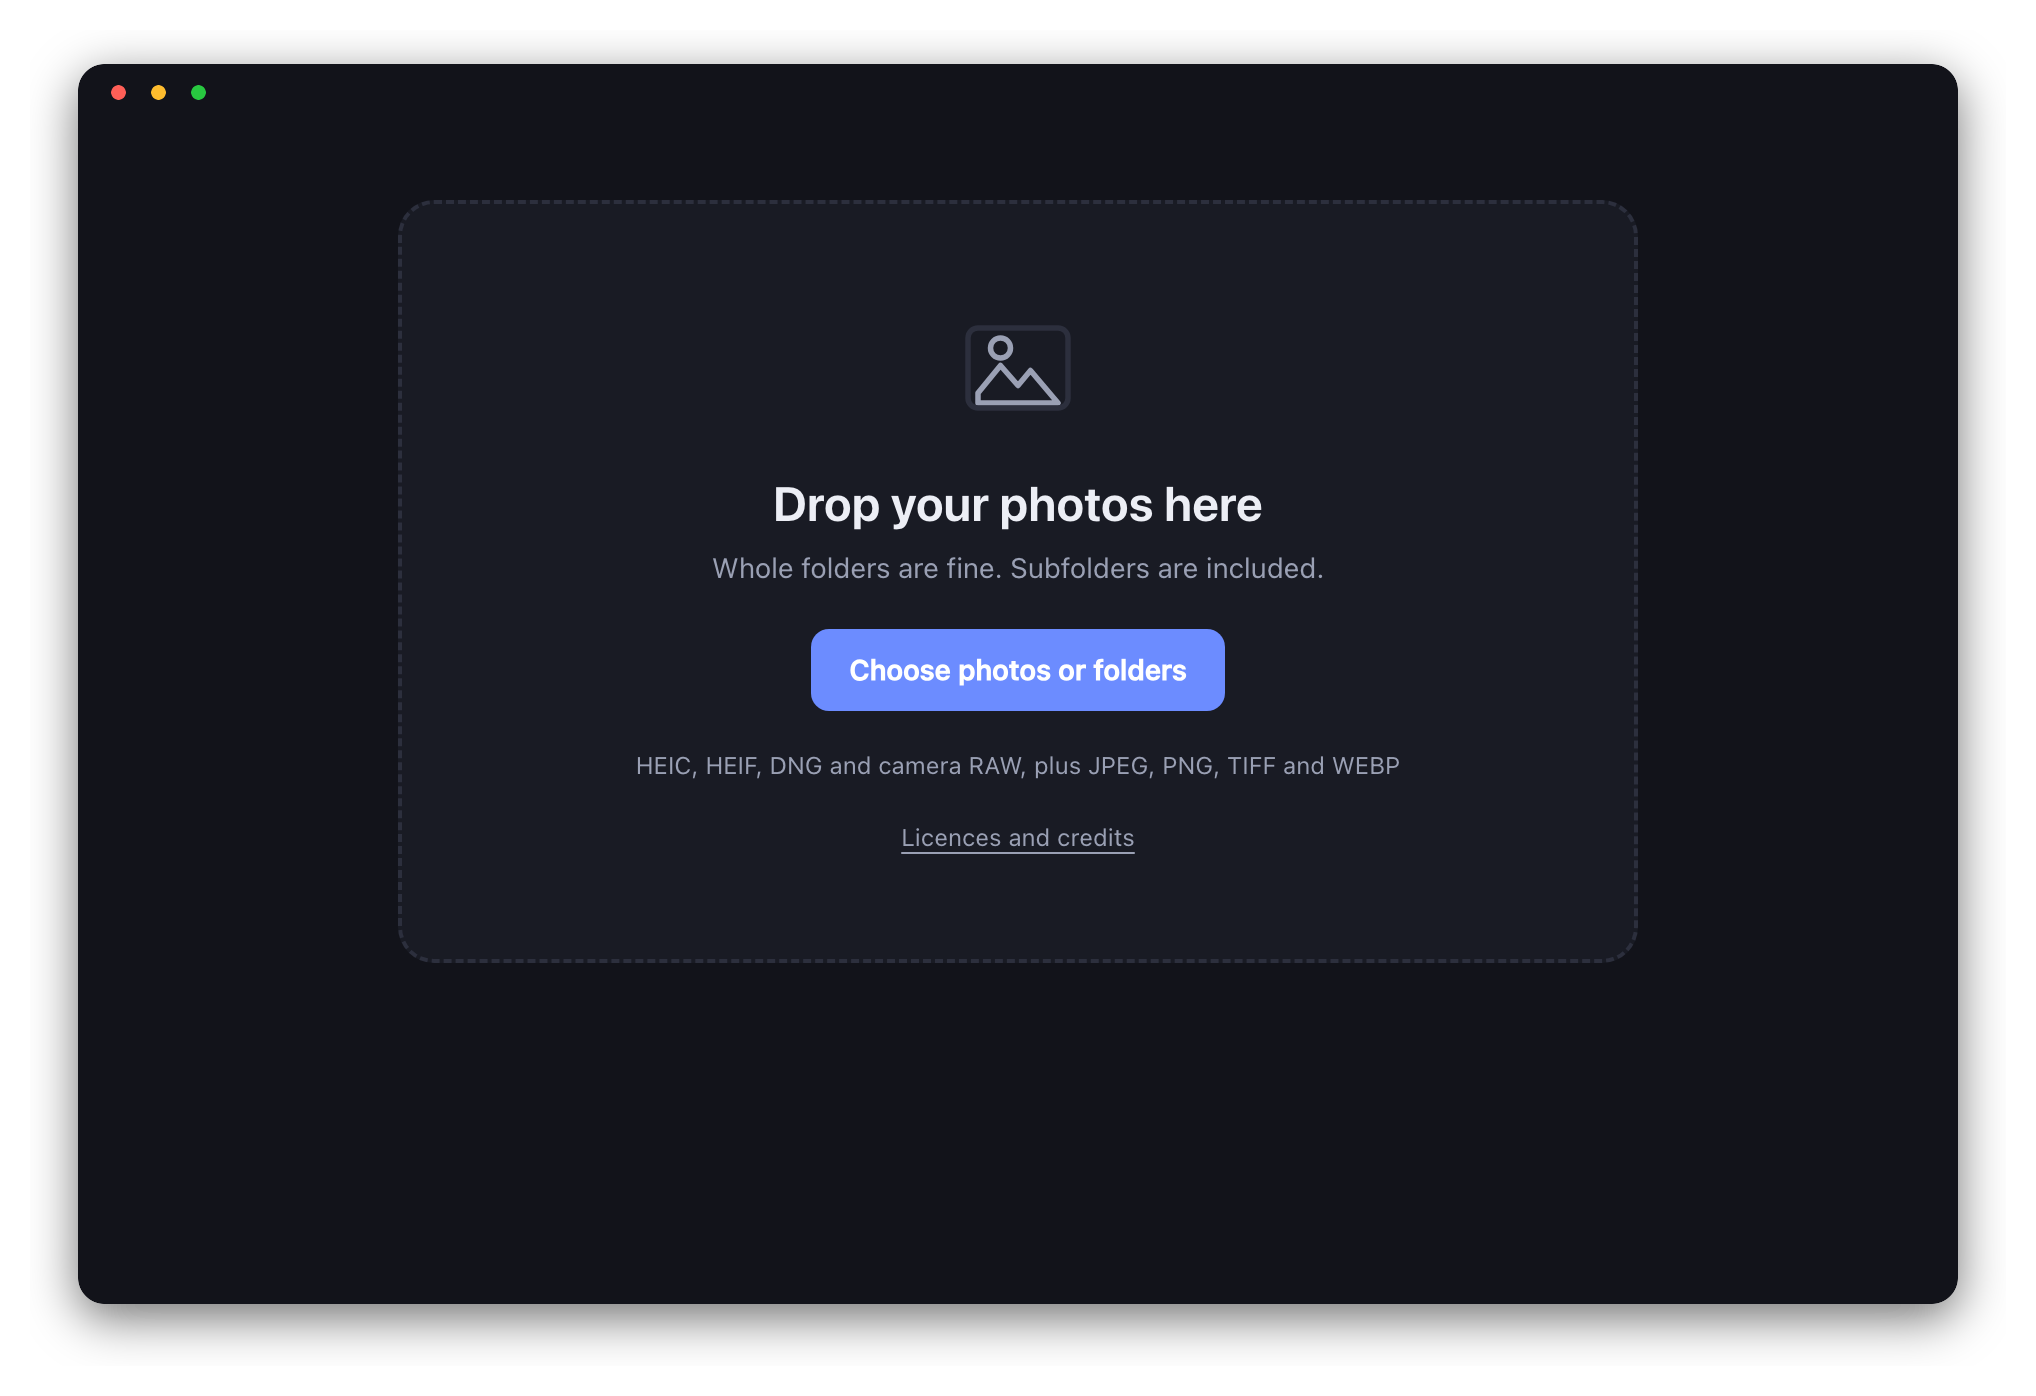 Drop your photos here
Whole folders are fine. Subfolders are included.
Choose photos or folders
HEIC, HEIF, DNG and camera RAW, plus JPEG, PNG, TIFF and WEBP
Licences and credits